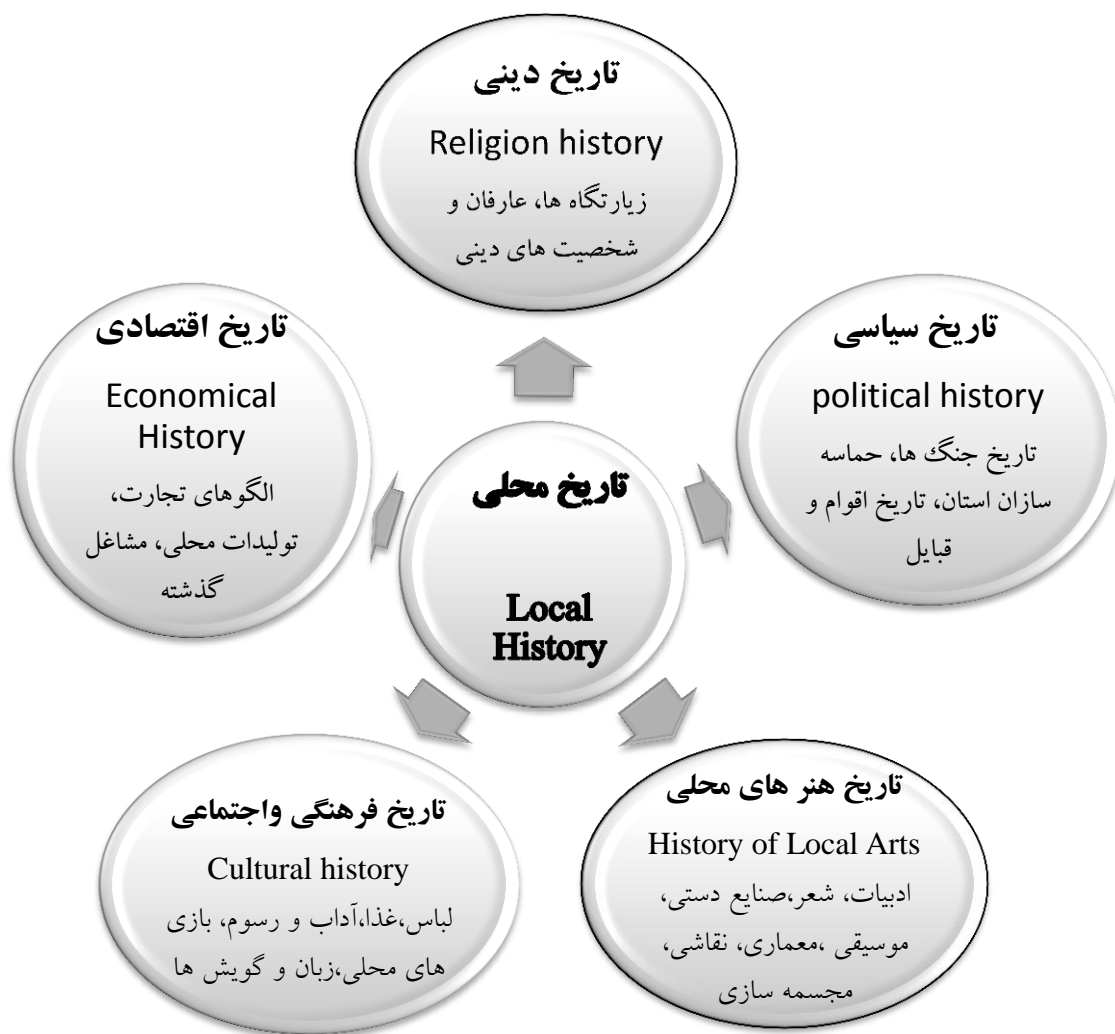 تاریخ دینی
Religion history
زیارتگاه ها، عارفان و
شخصیت های دینی
تاریخ سیاسی
political history
تاریخ جنگ ها، حماسه
سازان استان، تاریخ اقوام و
قبایل
تاریخ اقتصادی
Economical
History
الگوهای تجارت،
تولیدات محلی، مشاغل
گذشته
تاریخ محلی
Local
History
تاریخ هنر های محلی
History of Local Arts
ادبیات، شعر،صنایع دستی،
موسیقی ،معماری، نقاشی،
مجسمه سازی
تاریخ فرهنگی واجتماعی
Cultural history
لباس،غذا،آداب و رسوم، بازی
های محلی،زبان و گویش ها